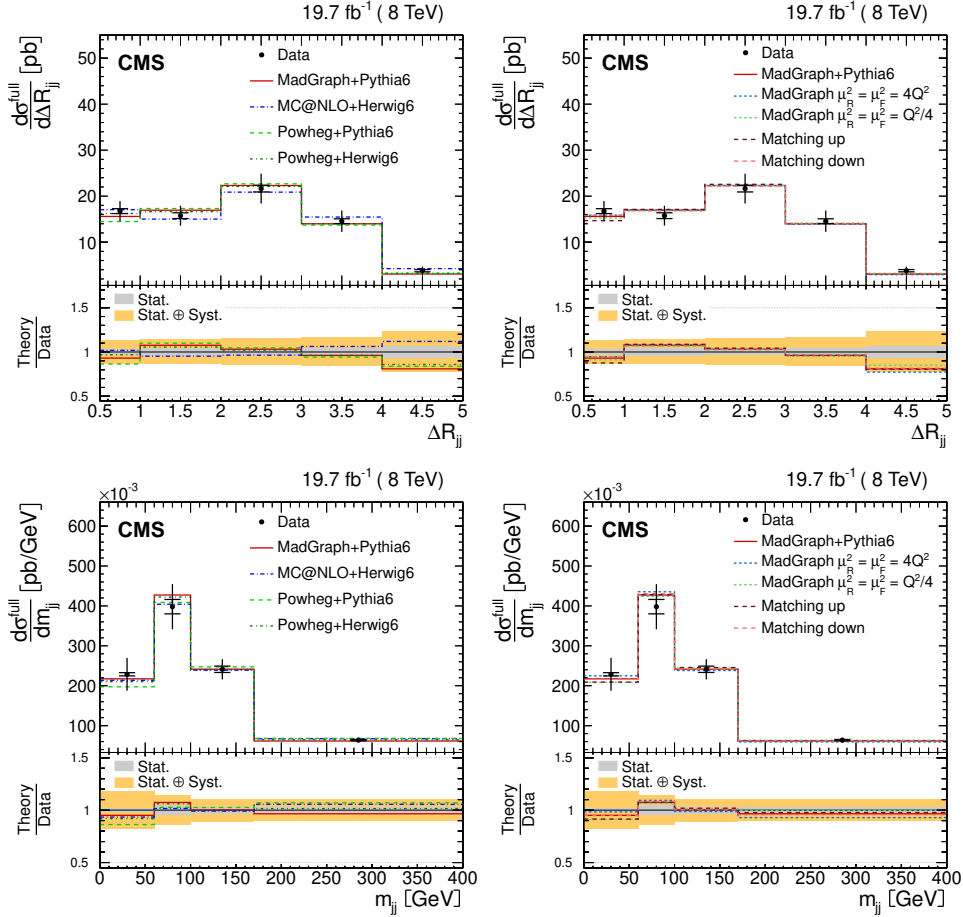 19.7 fb⁻¹ ( 8 TeV)
dσ^full/dΔR_jj [pb]
CMS
Data
MadGraph+Pythia6
MC@NLO+Herwig6
Powheg+Pythia6
Powheg+Herwig6
50
40
30
20
10
Theory/Data
Stat.
Stat. ⊕ Syst.
1.5
1
0.5
0.5 1 1.5 2 2.5 3 3.5 4 4.5 5
ΔR_jj
19.7 fb⁻¹ ( 8 TeV)
dσ^full/dΔR_jj [pb]
CMS
Data
MadGraph+Pythia6
MadGraph μ_R² = μ_F² = 4Q²
MadGraph μ_R² = μ_F² = Q²/4
Matching up
Matching down
50
40
30
20
10
Theory/Data
Stat.
Stat. ⊕ Syst.
1.5
1
0.5
0.5 1 1.5 2 2.5 3 3.5 4 4.5 5
ΔR_jj
19.7 fb⁻¹ ( 8 TeV)
×10⁻³
dσ^full/dm_jj [pb/GeV]
CMS
Data
MadGraph+Pythia6
MC@NLO+Herwig6
Powheg+Pythia6
Powheg+Herwig6
600
500
400
300
200
100
Theory/Data
Stat.
Stat. ⊕ Syst.
1.5
1
0.5
0 50 100 150 200 250 300 350 400
m_jj [GeV]
19.7 fb⁻¹ ( 8 TeV)
×10⁻³
dσ^full/dm_jj [pb/GeV]
CMS
Data
MadGraph+Pythia6
MadGraph μ_R² = μ_F² = 4Q²
MadGraph μ_R² = μ_F² = Q²/4
Matching up
Matching down
600
500
400
300
200
100
Theory/Data
Stat.
Stat. ⊕ Syst.
1.5
1
0.5
0 50 100 150 200 250 300 350 400
m_jj [GeV]